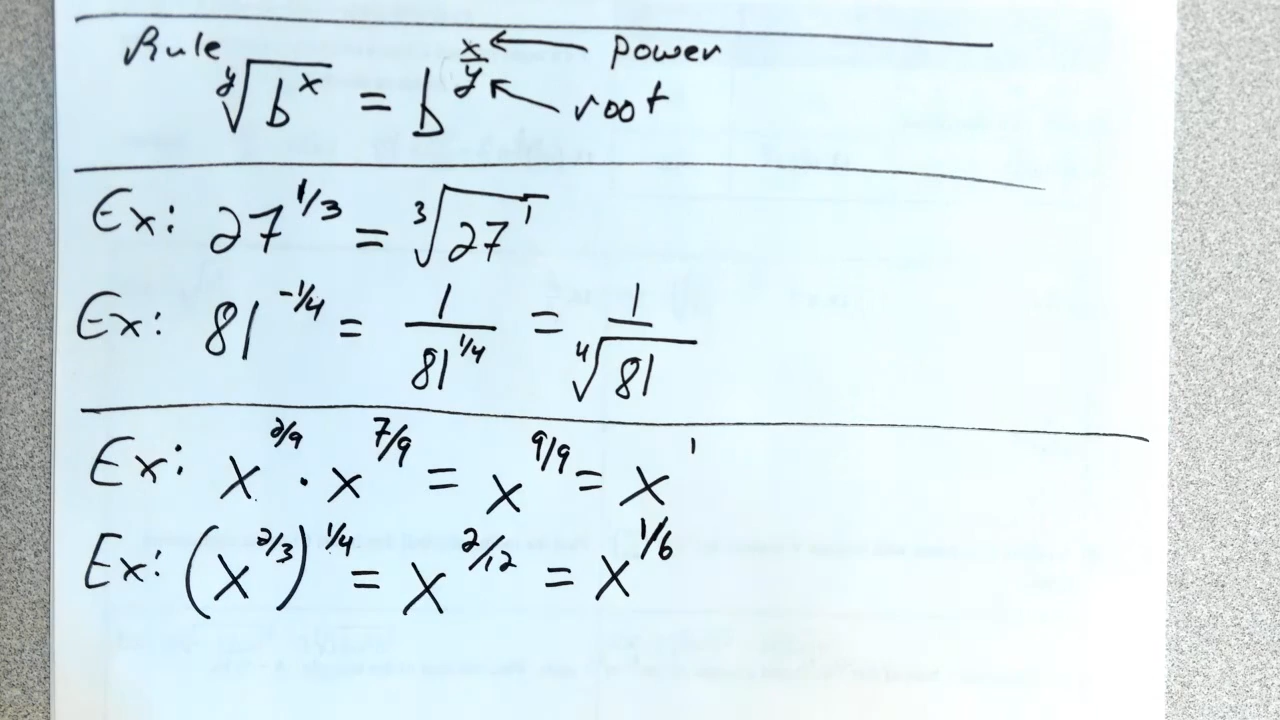 Rule
ʸ√(bˣ) = b^(x/y) ← power
← root
Ex: 27^(1/3) = ³√(27¹)
Ex: 81^(-1/4) = 1/(81^(1/4)) = 1/(⁴√81)
Ex: x^(2/9) · x^(7/9) = x^(9/9) = x¹
Ex: (x^(2/3))^(1/4) = x^(2/12) = x^(1/6)